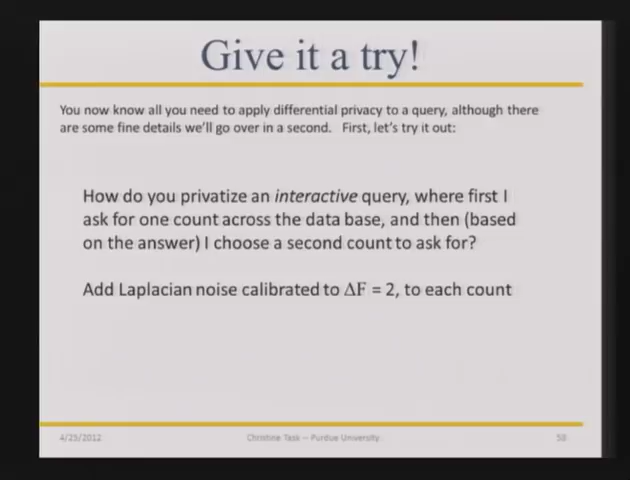 Give it a try!
You now know all you need to apply differential privacy to a query, although there
are some fine details we'll go over in a second. First, let's try it out:
How do you privatize an interactive query, where first I
ask for one count across the data base, and then (based
on the answer) I choose a second count to ask for?
Add Laplacian noise calibrated to ΔF = 2, to each count
4/25/2012
Christine Task – Purdue University
58